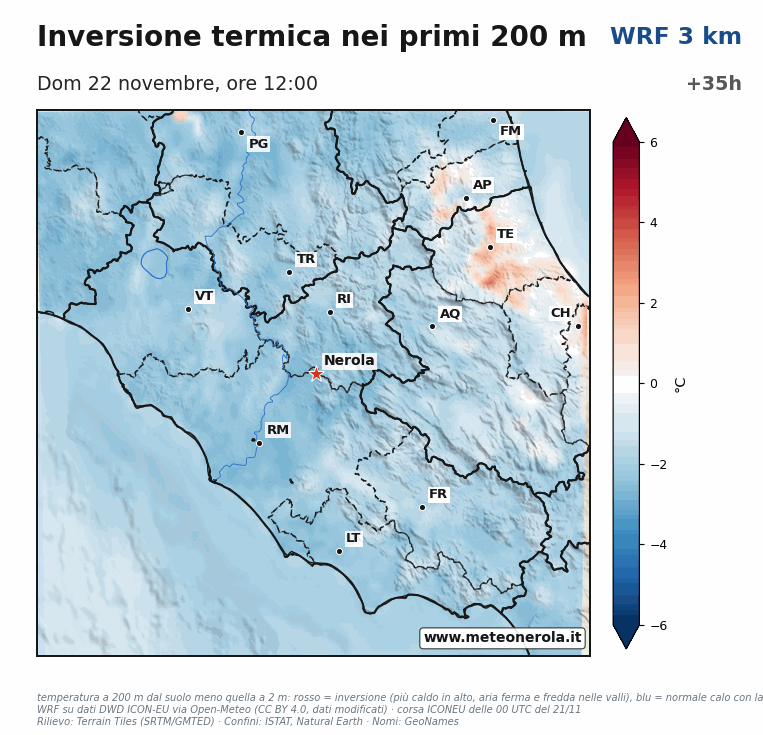 Inversione termica nei primi 200 m WRF 3 km
Dom 22 novembre, ore 12:00 +35h
FM
PG
AP
TE
TR
VT
RI
AQ
CH
Nerola
RM
FR
LT
www.meteonerola.it
6
4
2
0
−2
−4
−6
°C
temperatura a 200 m dal suolo meno quella a 2 m: rosso = inversione (più caldo in alto, aria ferma e fredda nelle valli), blu = normale calo con la
WRF su dati DWD ICON-EU via Open-Meteo (CC BY 4.0, dati modificati) · corsa ICONEU delle 00 UTC del 21/11
Rilievo: Terrain Tiles (SRTM/GMTED) · Confini: ISTAT, Natural Earth · Nomi: GeoNames